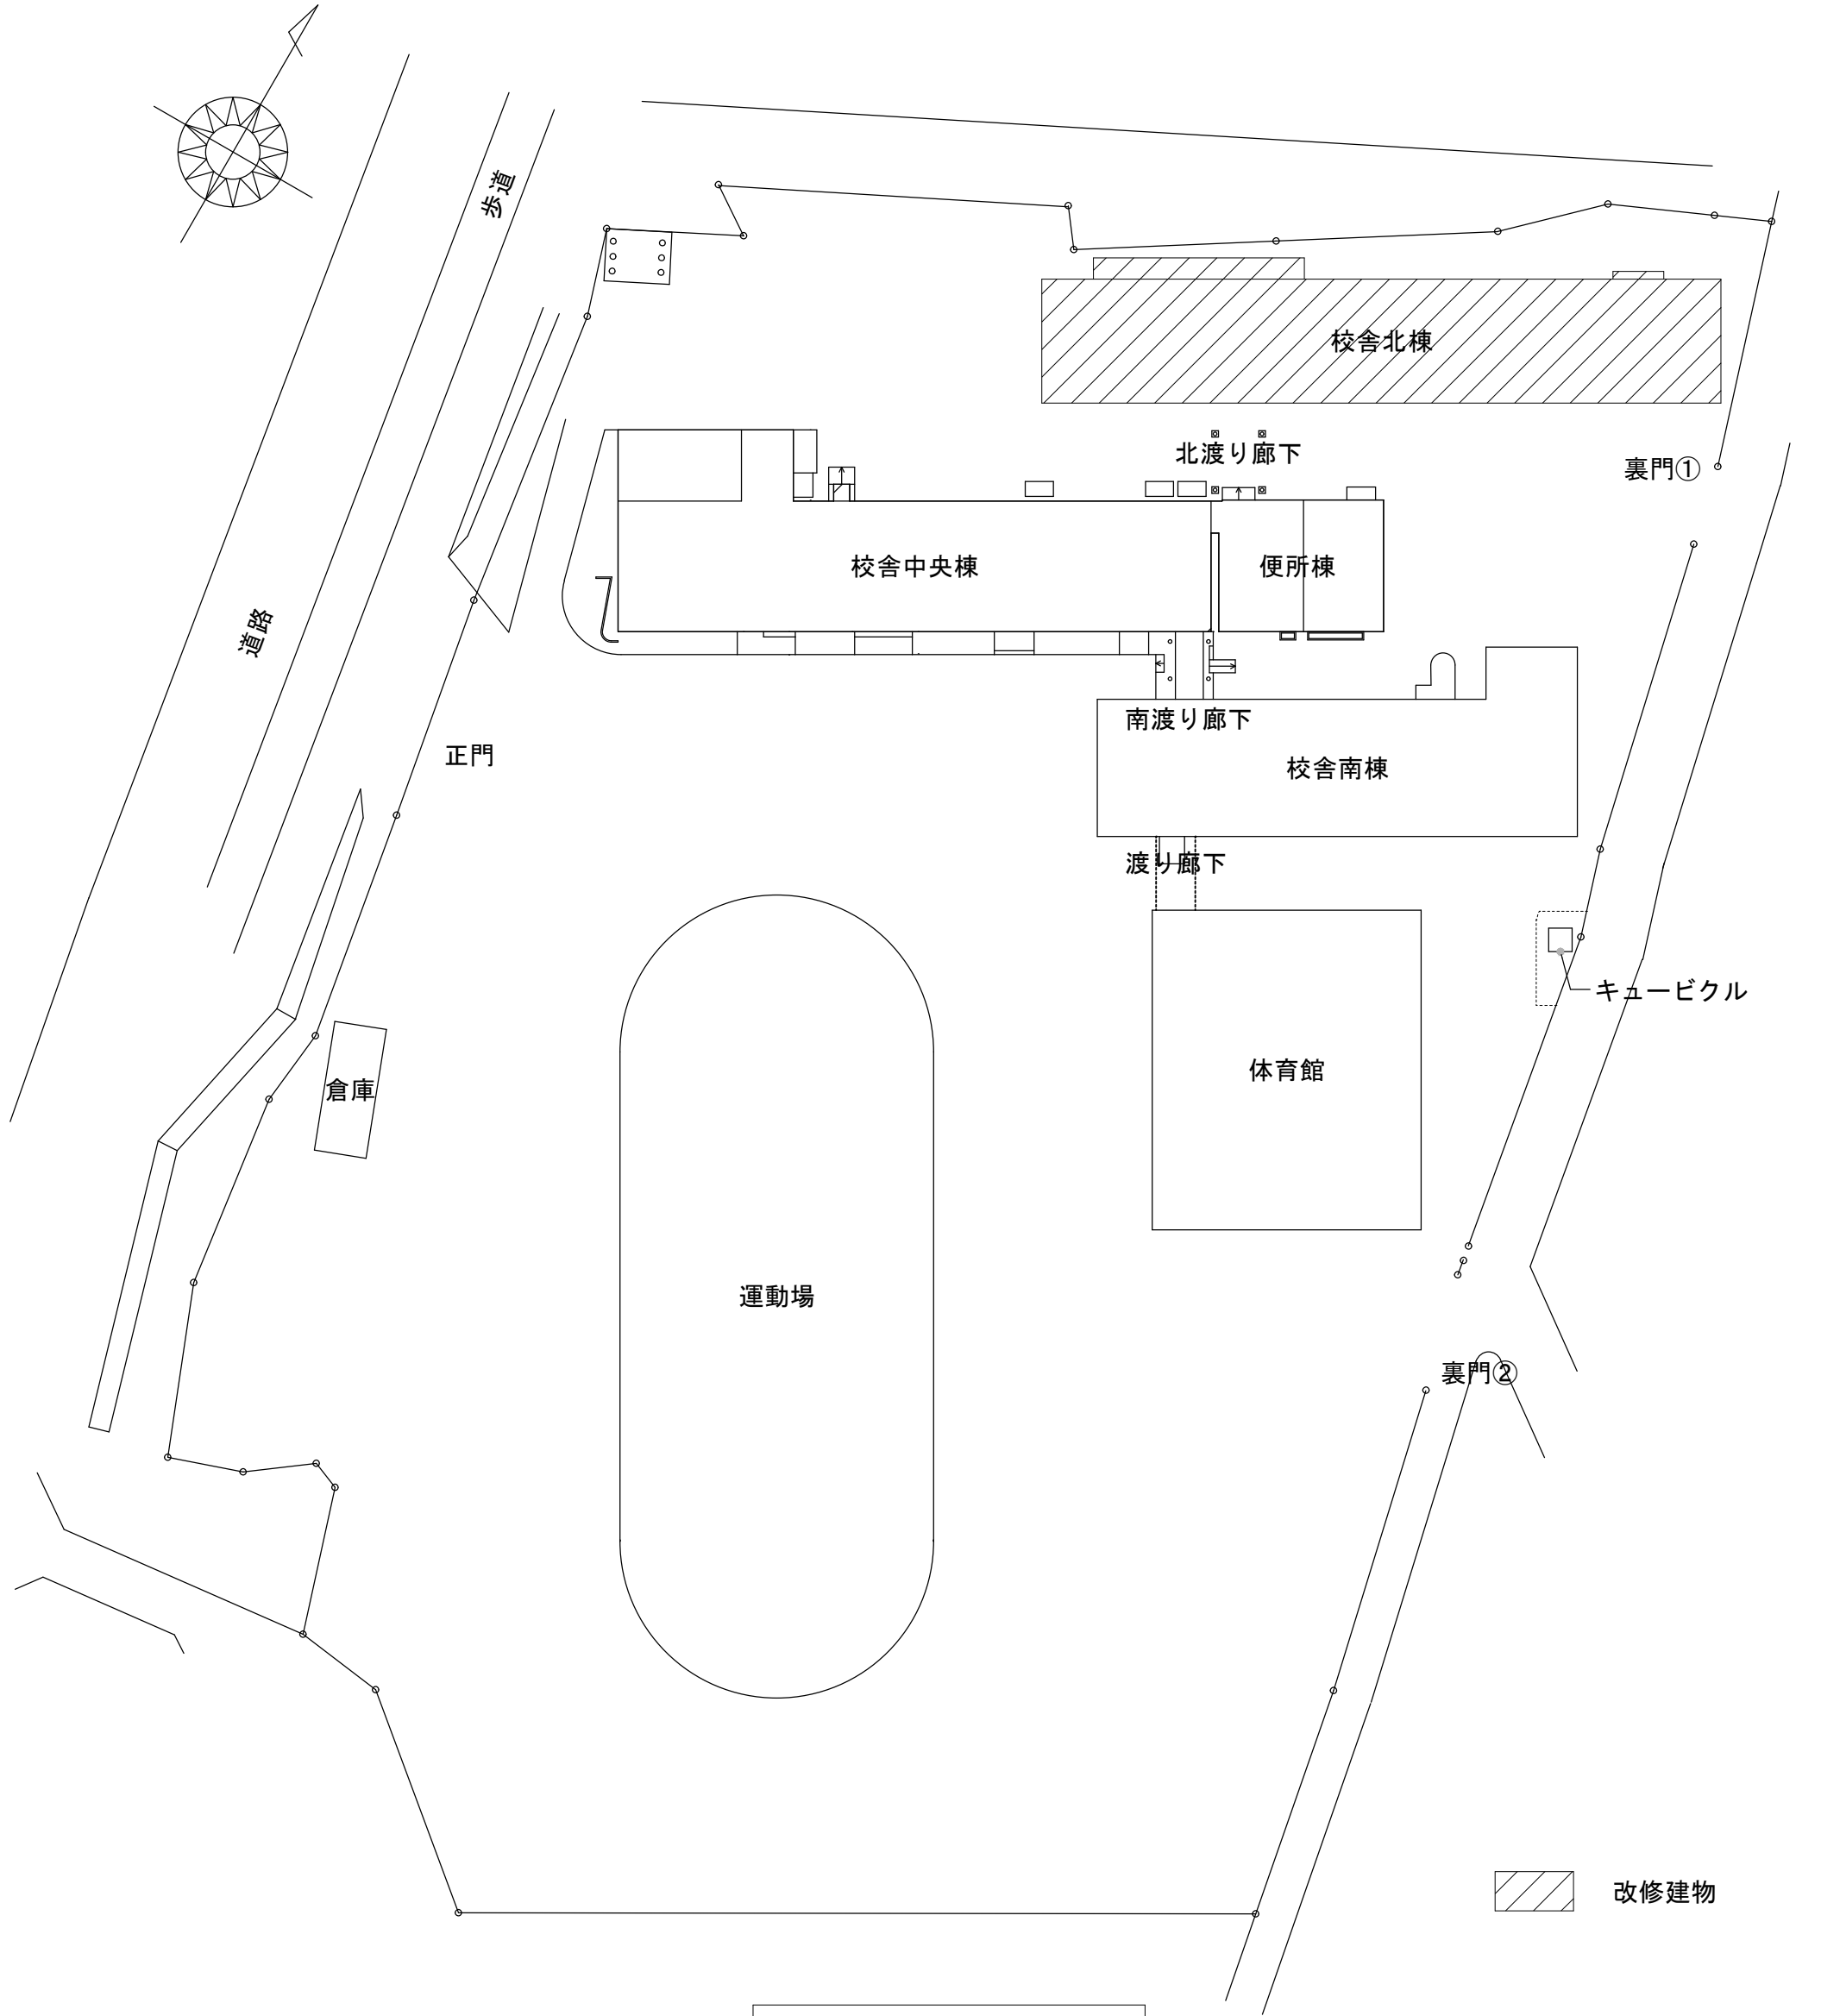 歩道
校舎北棟
北渡り廊下
裏門①
校舎中央棟
便所棟
道路
南渡り廊下
正門
校舎南棟
渡り廊下
キュービクル
体育館
倉庫
運動場
裏門②
改修建物